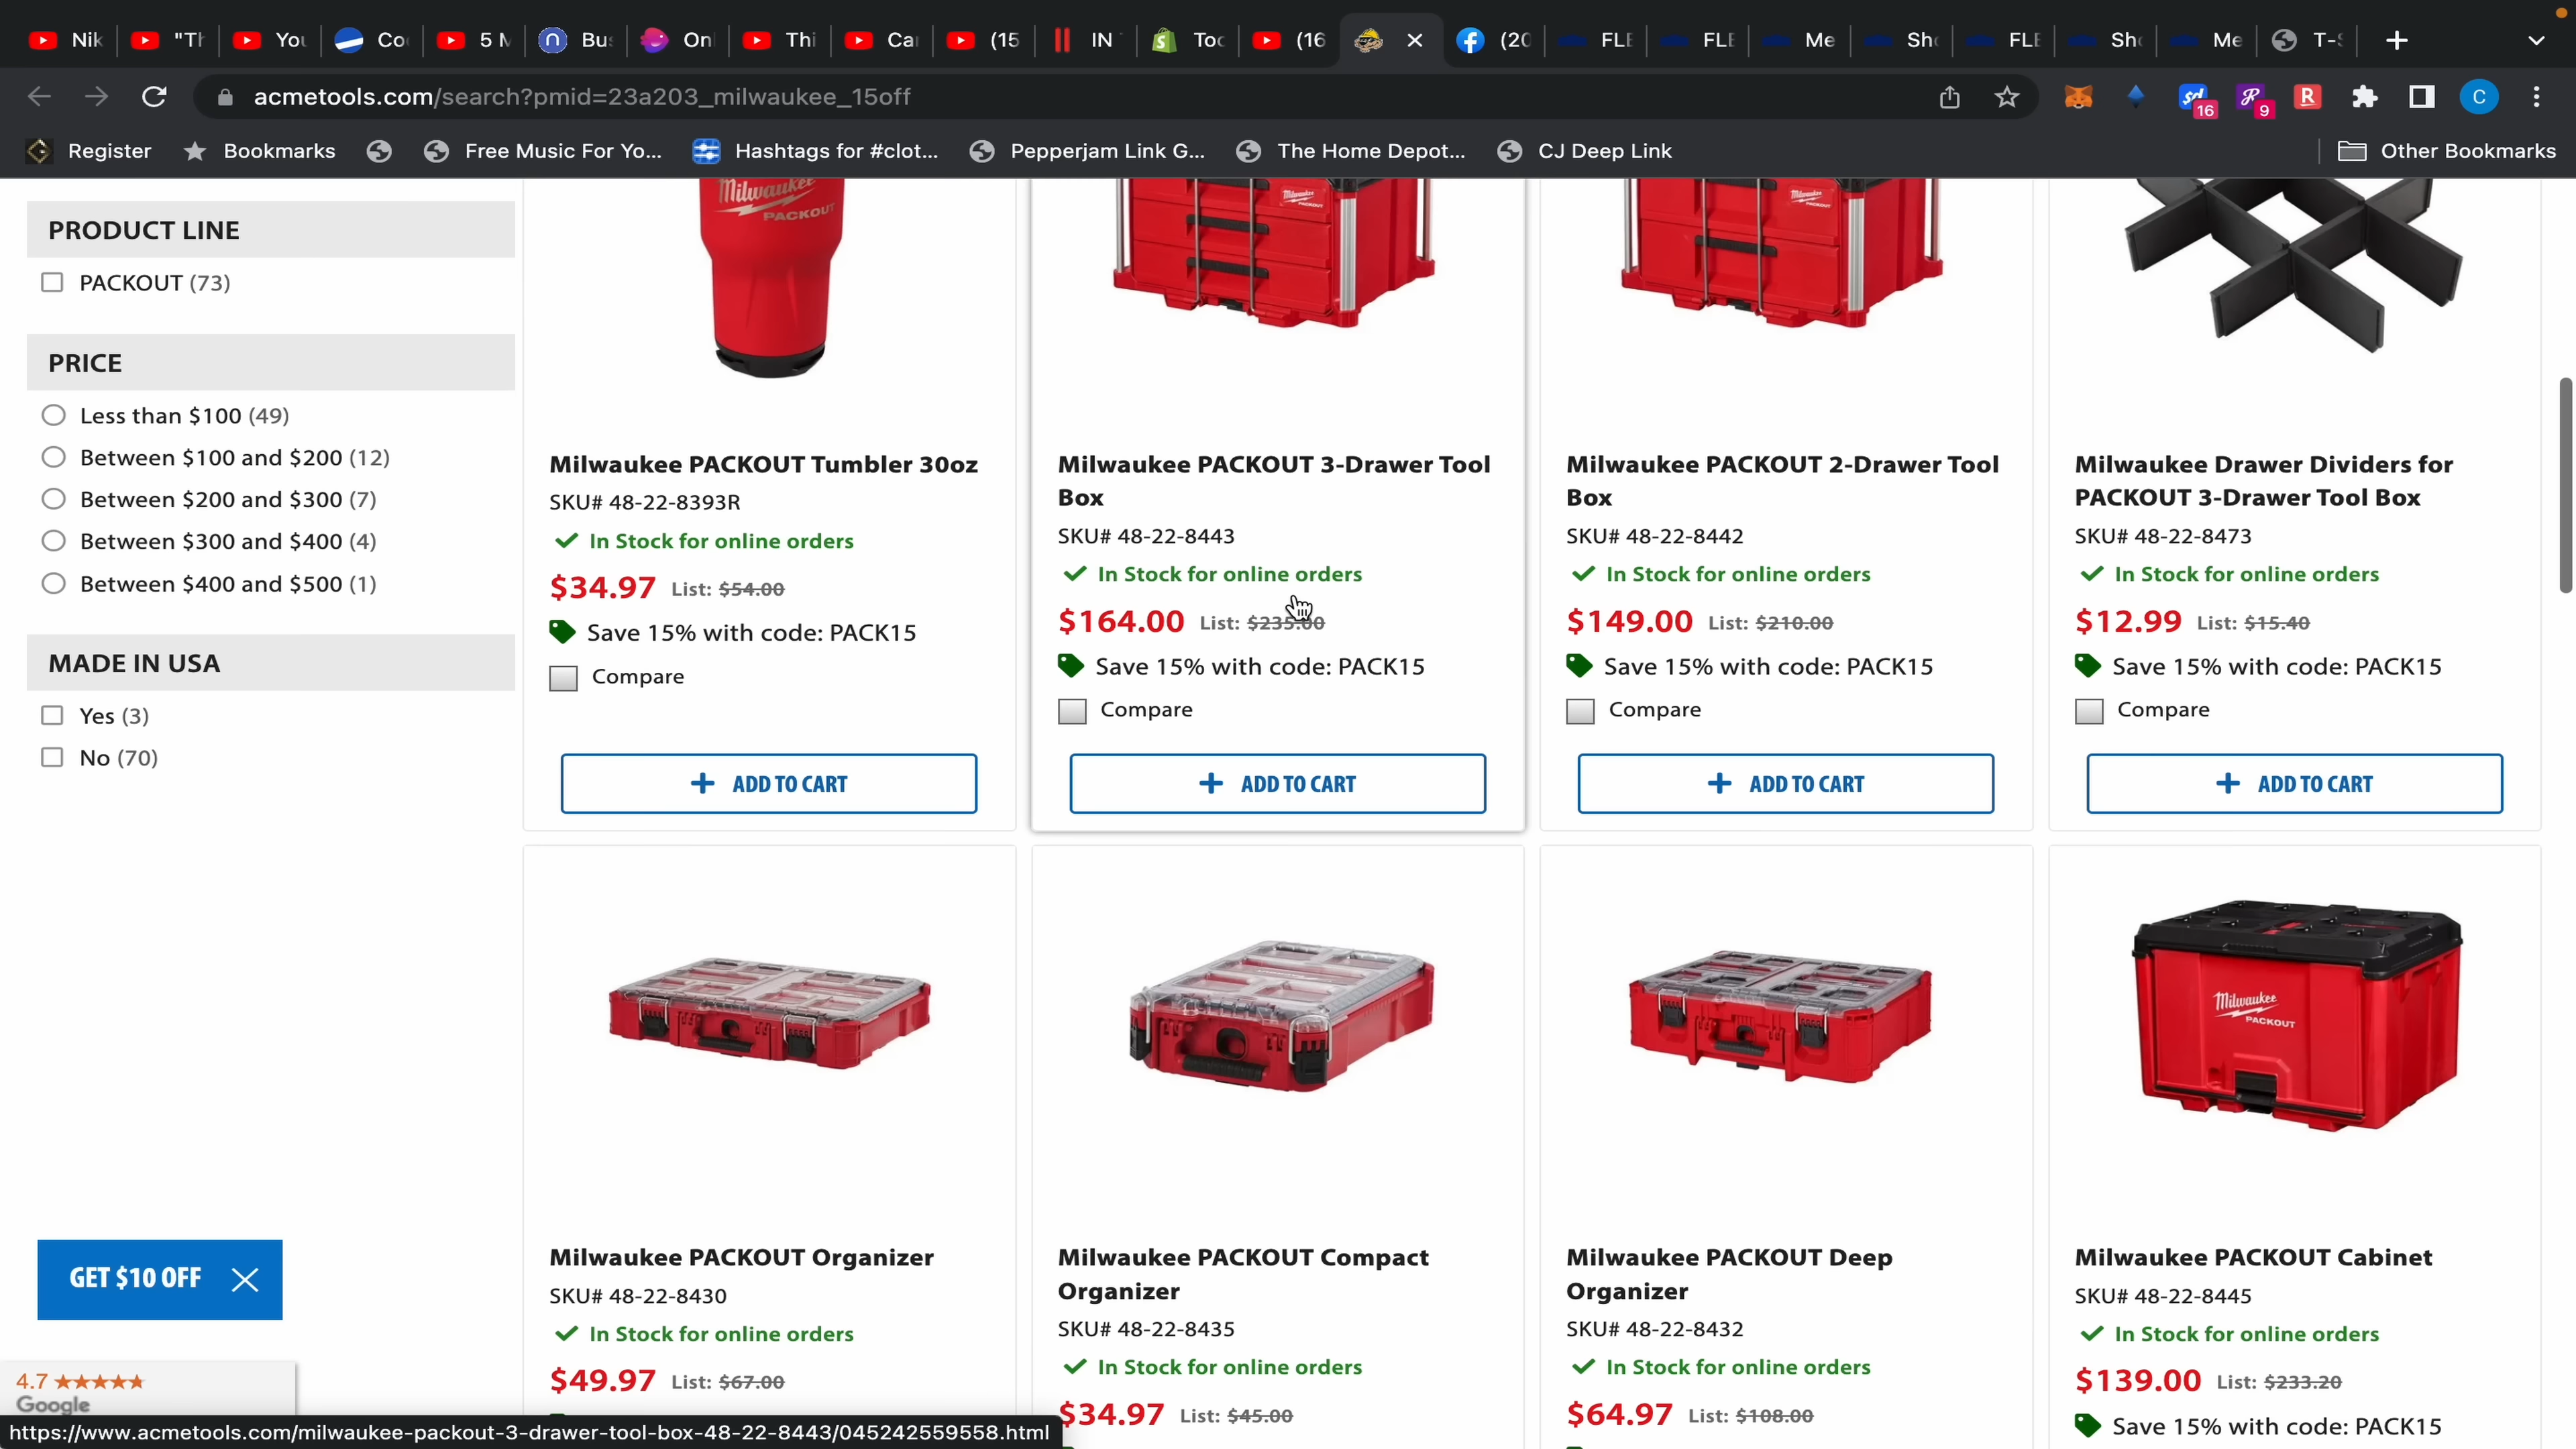 Nik
"Th
You
Co
5 M
Bus
Onl
Thi
Car
(15
IN
Too
(16
(20
FLE
FLE
Me
Sho
FLE
Sho
Me
T-S
acmetools.com/search?pmid=23a203_milwaukee_15off
16
9
C
Register
Bookmarks
Free Music For Yo...
Hashtags for #clot...
Pepperjam Link G...
The Home Depot...
CJ Deep Link
Other Bookmarks
PRODUCT LINE
PACKOUT (73)
PRICE
Less than $100 (49)
Between $100 and $200 (12)
Between $200 and $300 (7)
Between $300 and $400 (4)
Between $400 and $500 (1)
MADE IN USA
Yes (3)
No (70)
Milwaukee
PACKOUT
Milwaukee PACKOUT Tumbler 30oz
SKU# 48-22-8393R
In Stock for online orders
$34.97 List: $54.00
Save 15% with code: PACK15
Compare
ADD TO CART
Milwaukee PACKOUT 3-Drawer Tool
Box
SKU# 48-22-8443
In Stock for online orders
$164.00 List: $235.00
Save 15% with code: PACK15
Compare
ADD TO CART
Milwaukee PACKOUT 2-Drawer Tool
Box
SKU# 48-22-8442
In Stock for online orders
$149.00 List: $210.00
Save 15% with code: PACK15
Compare
ADD TO CART
Milwaukee Drawer Dividers for
PACKOUT 3-Drawer Tool Box
SKU# 48-22-8473
In Stock for online orders
$12.99 List: $15.40
Save 15% with code: PACK15
Compare
ADD TO CART
Milwaukee PACKOUT Organizer
SKU# 48-22-8430
In Stock for online orders
$49.97 List: $67.00
Milwaukee PACKOUT Compact
Organizer
SKU# 48-22-8435
In Stock for online orders
$34.97 List: $45.00
Milwaukee PACKOUT Deep
Organizer
SKU# 48-22-8432
In Stock for online orders
$64.97 List: $108.00
Milwaukee
PACKOUT
Milwaukee PACKOUT Cabinet
SKU# 48-22-8445
In Stock for online orders
$139.00 List: $233.20
Save 15% with code: PACK15
GET $10 OFF
4.7
Google
https://www.acmetools.com/milwaukee-packout-3-drawer-tool-box-48-22-8443/045242559558.html